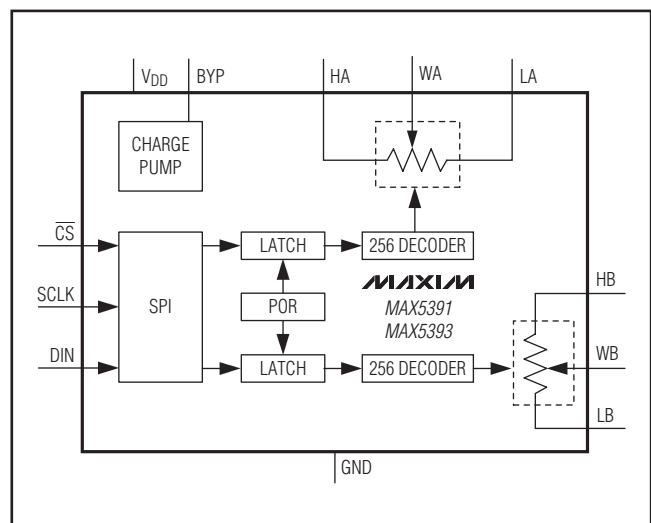 VDD BYP HA WA LA
CHARGE
PUMP
CS LATCH 256 DECODER
MAXIM
HB
SCLK SPI POR MAX5391
MAX5393
WB
DIN LATCH 256 DECODER
LB
GND